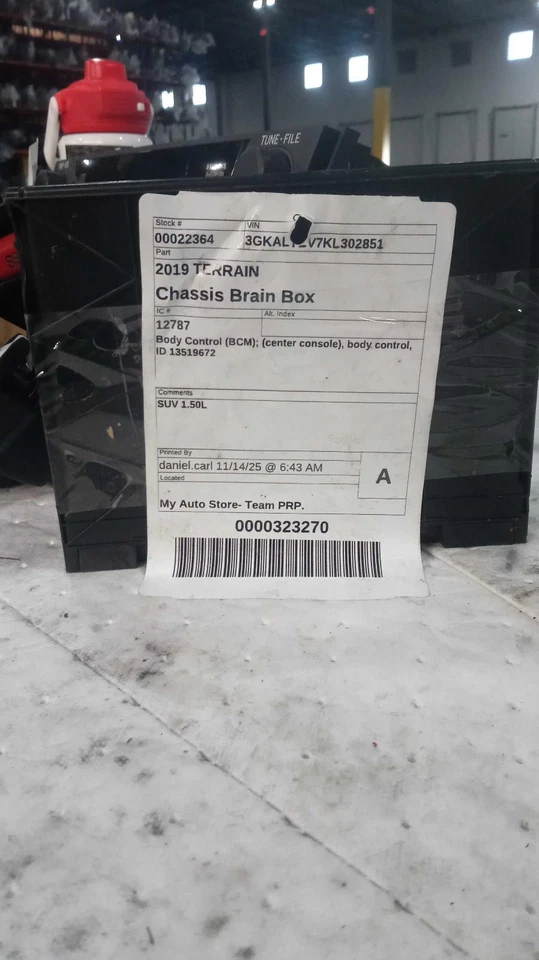 TUNE•FILE
Stock #
VIN
00022364
Part
2019 TERRAIN
Chassis Brain Box
IC #
Alt. Index
12787
Body Control (BCM); (center console), body control,
ID 13519672
Comments
SUV 1.50L
Printed By
daniel.carl 11/14/25 @ 6:43 AM
A
Located
My Auto Store- Team PRP.
0000323270